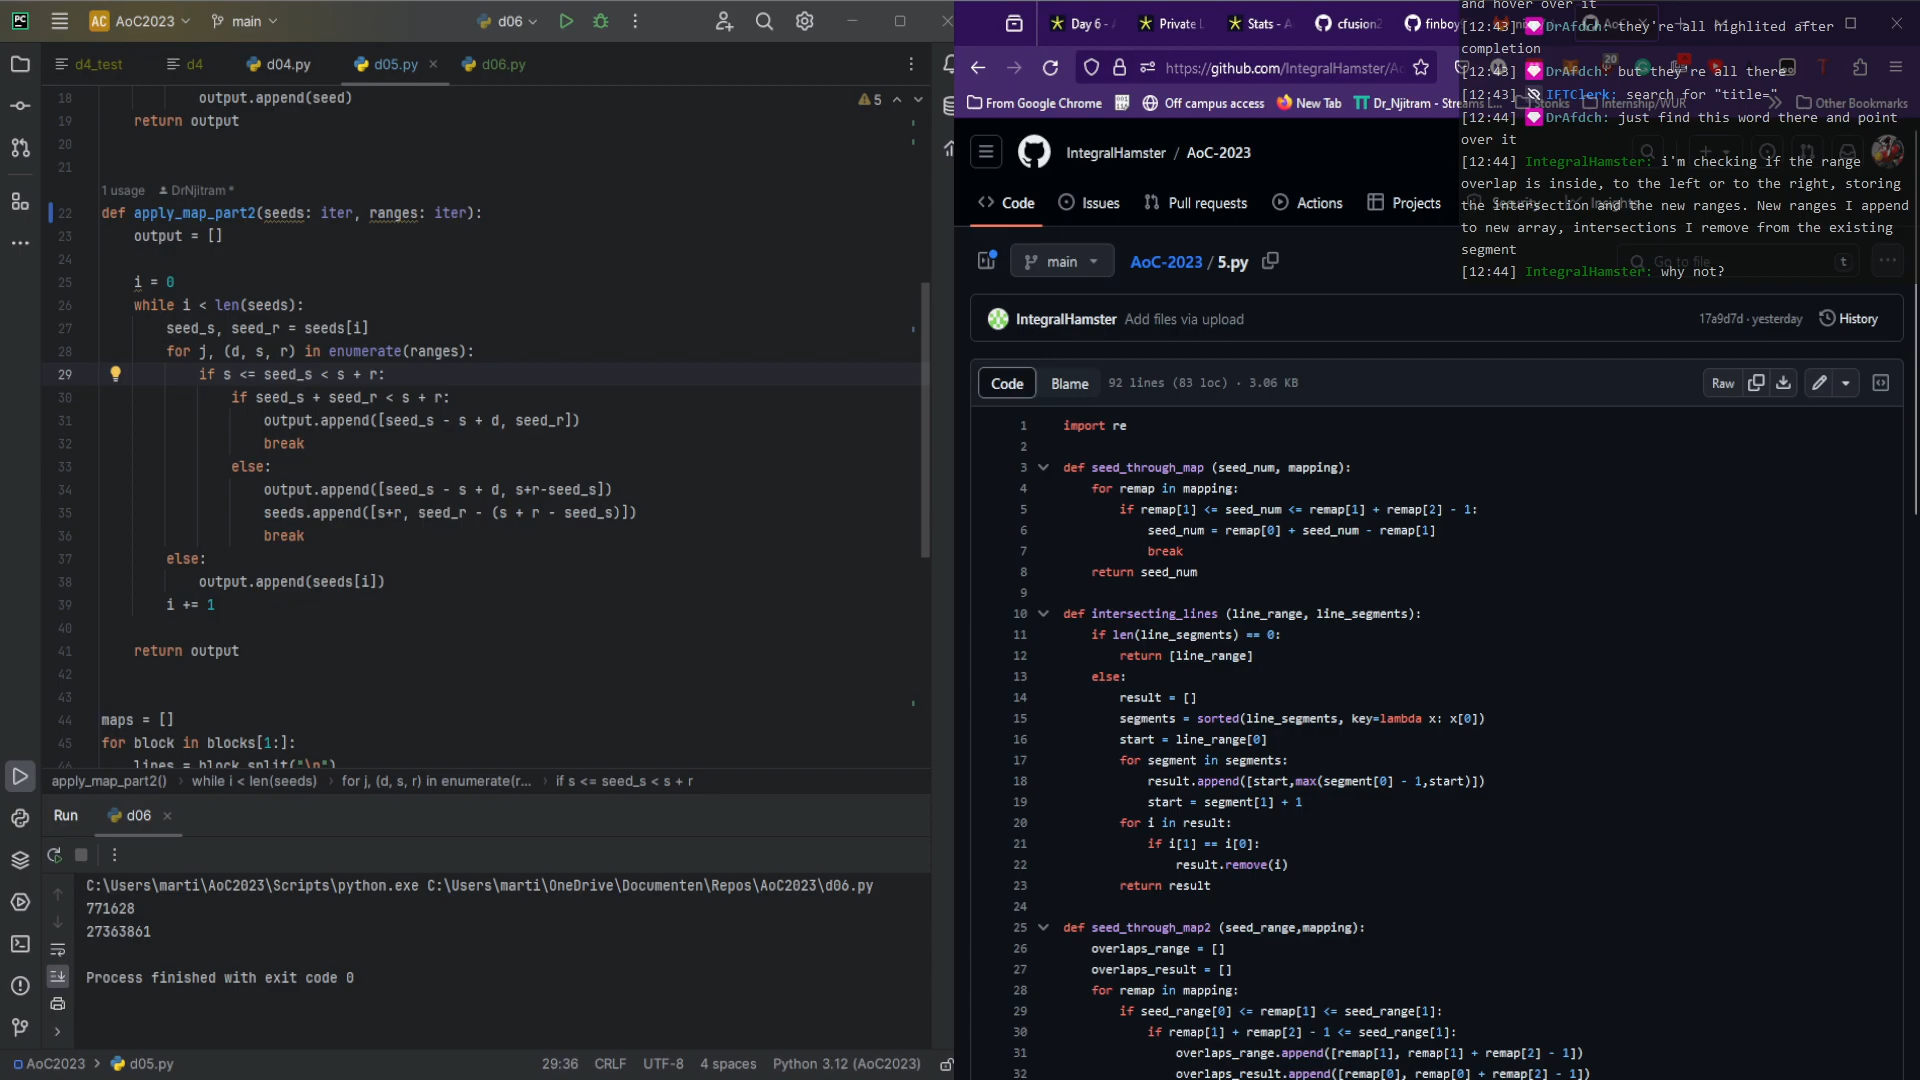 AC AoC2023 main d06
d4_test d4 d04.py d05.py d06.py
18 output.append(seed)
5
19 return output
20
21
1 usage DrNjitram *
22 def apply_map_part2(seeds: iter, ranges: iter):
23 output = []
24
25 i = 0
26 while i < len(seeds):
27 seed_s, seed_r = seeds[i]
28 for j, (d, s, r) in enumerate(ranges):
29 if s <= seed_s < s + r:
30 if seed_s + seed_r < s + r:
31 output.append([seed_s - s + d, seed_r])
32 break
33 else:
34 output.append([seed_s - s + d, s+r-seed_s])
35 seeds.append([s+r, seed_r - (s + r - seed_s)])
36 break
37 else:
38 output.append(seeds[i])
39 i += 1
40
41 return output
42
43
44 maps = []
45 for block in blocks[1:]:
46 lines = block.split("\n")
apply_map_part2() while i < len(seeds) for j, (d, s, r) in enumerate(r... if s <= seed_s < s + r
Run d06
C:\Users\marti\AoC2023\Scripts\python.exe C:\Users\marti\OneDrive\Documenten\Repos\AoC2023\d06.py
771628
27363861
Process finished with exit code 0
AoC2023 d05.py 29:36 CRLF UTF-8 4 spaces Python 3.12 (AoC2023)
Day 6 - Private L Stats - A cfusion2 finboy
https://github.com/IntegralHamster/A
From Google Chrome Off campus access New Tab Dr_Njitram - Streams L... Stonks Internship/WUR Other Bookmarks
and hover over it
[12:43] DrAfdch: they're all highlited after
completion
[12:43] DrAfdch: but they're all there
[12:43] IFTClerk: search for "title="
[12:44] DrAfdch: just find this word there and point
over it
[12:44] IntegralHamster: i'm checking if the range
overlap is inside, to the left or to the right, storing
the intersection and the new ranges. New ranges I append
to new array, intersections I remove from the existing
segment
[12:44] IntegralHamster: why not?
IntegralHamster / AoC-2023
Code Issues Pull requests Actions Projects
main AoC-2023 / 5.py Go to file t
IntegralHamster Add files via upload 17a9d7d · yesterday History
Code Blame 92 lines (83 loc) · 3.06 KB Raw
1 import re
2
3 def seed_through_map (seed_num, mapping):
4 for remap in mapping:
5 if remap[1] <= seed_num <= remap[1] + remap[2] - 1:
6 seed_num = remap[0] + seed_num - remap[1]
7 break
8 return seed_num
9
10 def intersecting_lines (line_range, line_segments):
11 if len(line_segments) == 0:
12 return [line_range]
13 else:
14 result = []
15 segments = sorted(line_segments, key=lambda x: x[0])
16 start = line_range[0]
17 for segment in segments:
18 result.append([start,max(segment[0] - 1,start)])
19 start = segment[1] + 1
20 for i in result:
21 if i[1] == i[0]:
22 result.remove(i)
23 return result
24
25 def seed_through_map2 (seed_range,mapping):
26 overlaps_range = []
27 overlaps_result = []
28 for remap in mapping:
29 if seed_range[0] <= remap[1] <= seed_range[1]:
30 if remap[1] + remap[2] - 1 <= seed_range[1]:
31 overlaps_range.append([remap[1], remap[1] + remap[2] - 1])
32 overlaps_result.append([remap[0], remap[0] + remap[2] - 1])